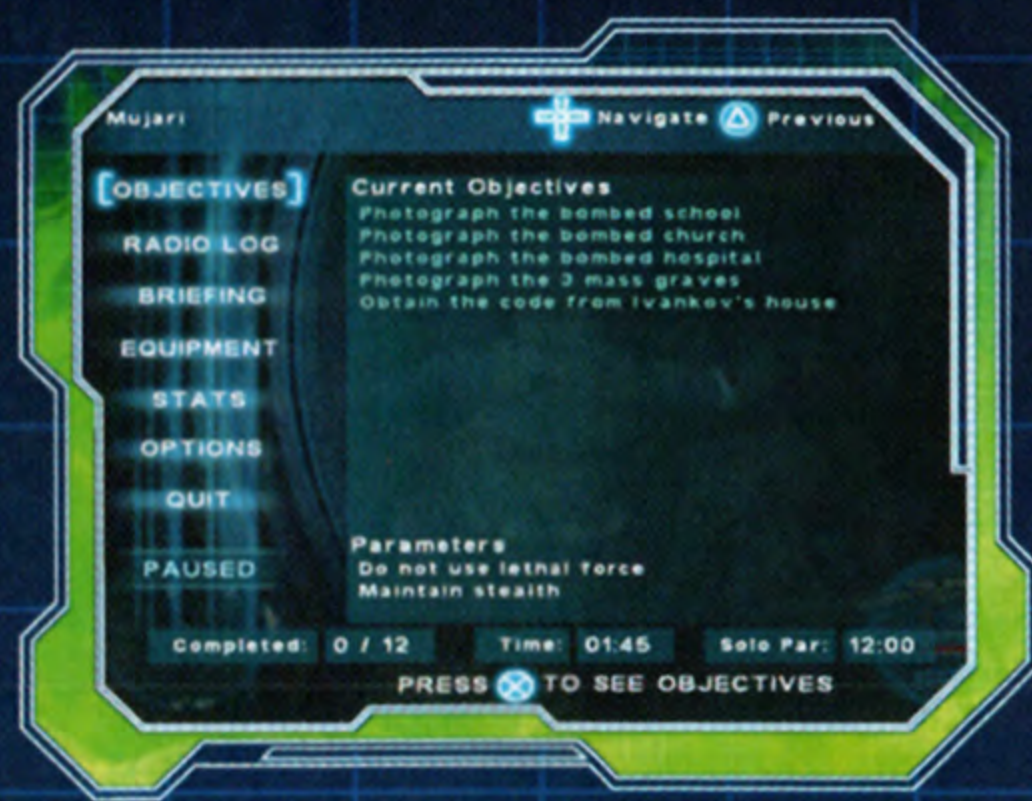 Mujari
Navigate Previous
[OBJECTIVES]
RADIO LOG
BRIEFING
EQUIPMENT
STATS
OPTIONS
QUIT
PAUSED
Current Objectives
Photograph the bombed school
Photograph the bombed church
Photograph the bombed hospital
Photograph the 3 mass graves
Obtain the code from Ivankov's house
Parameters
Do not use lethal force
Maintain stealth
Completed: 0 / 12 Time: 01:45 Solo Par: 12:00
PRESS TO SEE OBJECTIVES